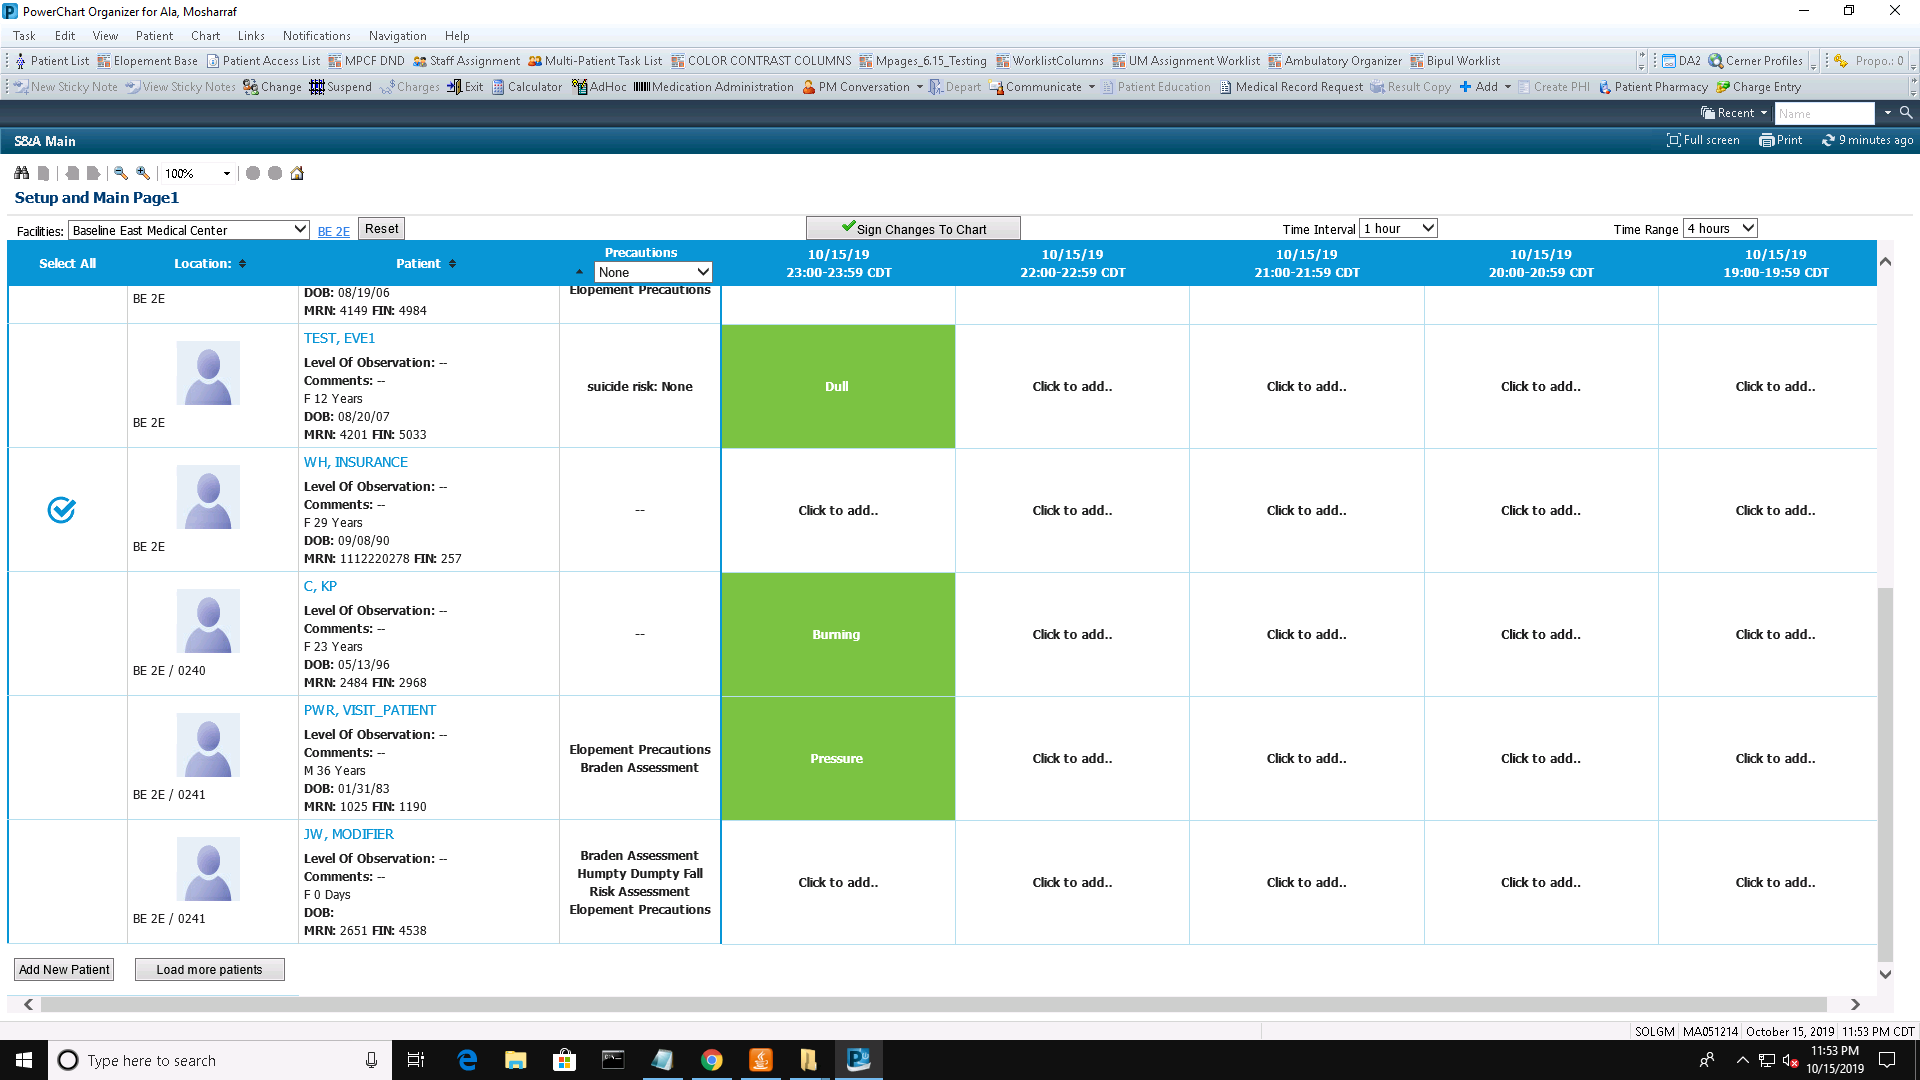 PowerChart Organizer for Ala, Mosharraf
Task Edit View Patient Chart Links Notifications Navigation Help
Patient List Elopement Base Patient Access List MPCF DND Staff Assignment Multi-Patient Task List COLOR CONTRAST COLUMNS Mpages_6.15_Testing WorklistColumns UM Assignment Worklist Ambulatory Organizer Bipul Worklist DA2 Cerner Profiles Propo.: 0
New Sticky Note View Sticky Notes Change Suspend Charges Exit Calculator AdHoc Medication Administration PM Conversation Depart Communicate Patient Education Medical Record Request Result Copy Add Create PHI Patient Pharmacy Charge Entry
Recent Name
S&A Main Full screen Print 9 minutes ago
100%
Setup and Main Page1
Facilities: Baseline East Medical Center BE 2E Reset Sign Changes To Chart Time Interval 1 hour Time Range 4 hours
Select All Location: Patient Precautions None
10/15/19 23:00-23:59 CDT
10/15/19 22:00-22:59 CDT
10/15/19 21:00-21:59 CDT
10/15/19 20:00-20:59 CDT
10/15/19 19:00-19:59 CDT
BE 2E
DOB: 08/19/06
MRN: 4149 FIN: 4984
Elopement Precautions
BE 2E
TEST, EVE1
Level Of Observation: --
Comments: --
F 12 Years
DOB: 08/20/07
MRN: 4201 FIN: 5033
suicide risk: None
Dull Click to add.. Click to add.. Click to add.. Click to add..
BE 2E
WH, INSURANCE
Level Of Observation: --
Comments: --
F 29 Years
DOB: 09/08/90
MRN: 1112220278 FIN: 257
--
Click to add.. Click to add.. Click to add.. Click to add.. Click to add..
BE 2E / 0240
C, KP
Level Of Observation: --
Comments: --
F 23 Years
DOB: 05/13/96
MRN: 2484 FIN: 2968
--
Burning Click to add.. Click to add.. Click to add.. Click to add..
BE 2E / 0241
PWR, VISIT_PATIENT
Level Of Observation: --
Comments: --
M 36 Years
DOB: 01/31/83
MRN: 1025 FIN: 1190
Elopement Precautions
Braden Assessment
Pressure Click to add.. Click to add.. Click to add.. Click to add..
BE 2E / 0241
JW, MODIFIER
Level Of Observation: --
Comments: --
F 0 Days
DOB:
MRN: 2651 FIN: 4538
Braden Assessment
Humpty Dumpty Fall
Risk Assessment
Elopement Precautions
Click to add.. Click to add.. Click to add.. Click to add.. Click to add..
Add New Patient Load more patients
SOLGM MA051214 October 15, 2019 11:53 PM CDT
Type here to search
11:53 PM
10/15/2019